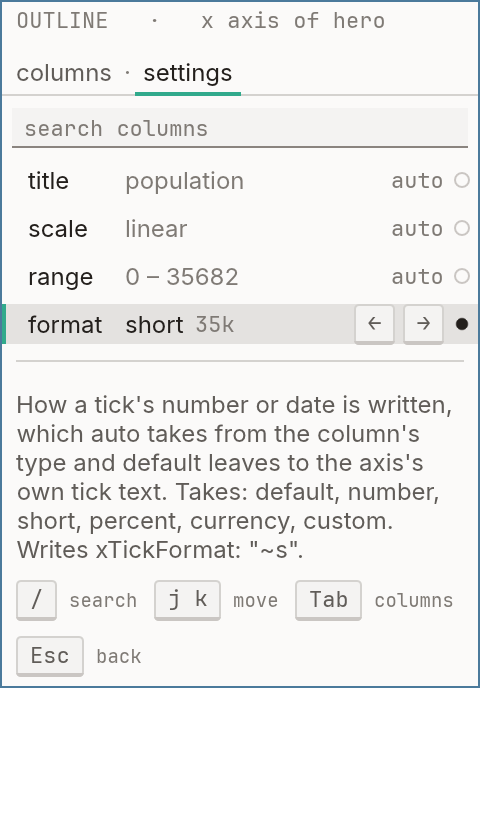 OUTLINE · x axis of hero
columns · settings
search columns
title population auto
scale linear auto
range 0 – 35682 auto
format short 35k ← →
How a tick's number or date is written,
which auto takes from the column's
type and default leaves to the axis's
own tick text. Takes: default, number,
short, percent, currency, custom.
Writes xTickFormat: "~s".
/ search j k move Tab columns
Esc back